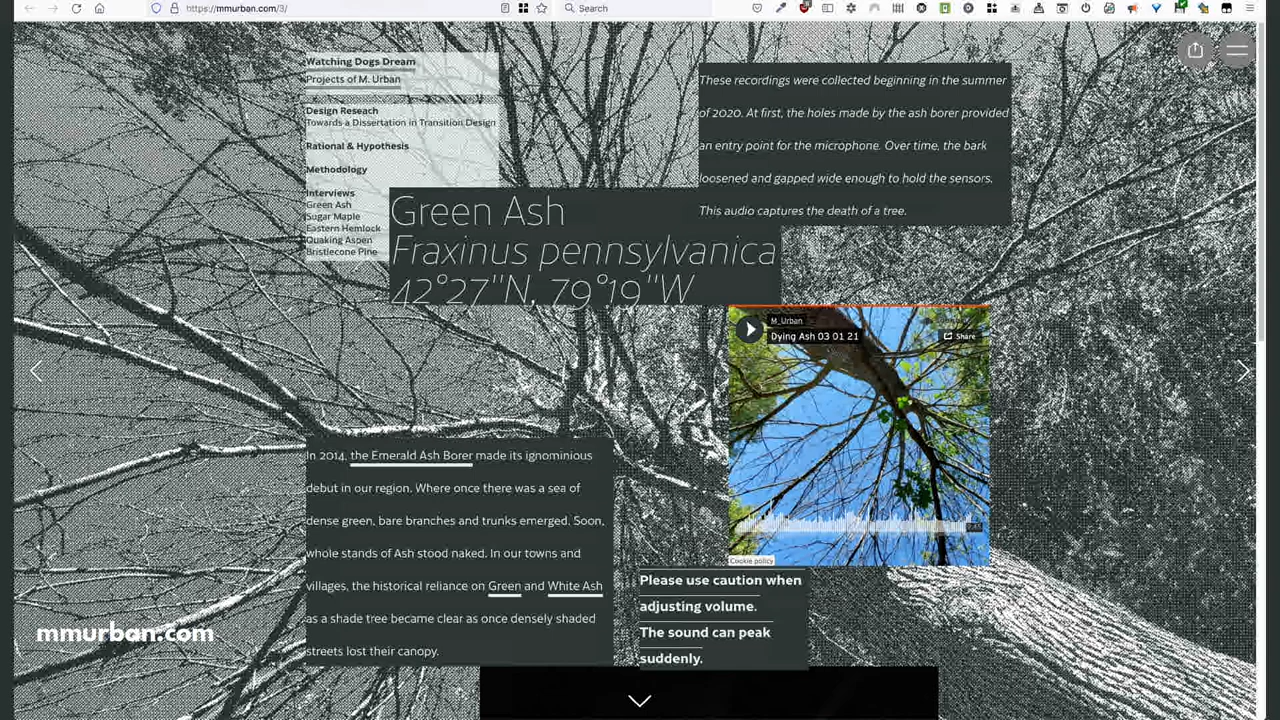 https://mmurban.com/3/
Search
Watching Dogs Dream
Projects of M. Urban
Design Reseach
Towards a Dissertation in Transition Design
Rational & Hypothesis
Methodology
Interviews
Green Ash
Sugar Maple
Eastern Hemlock
Quaking Aspen
Bristlecone Pine
These recordings were collected beginning in the summer
of 2020. At first, the holes made by the ash borer provided
an entry point for the microphone. Over time, the bark
loosened and gapped wide enough to hold the sensors.
This audio captures the death of a tree.
Green Ash
Fraxinus pennsylvanica
42°27"N, 79°19"W
M_Urban
Dying Ash 03 01 21
Share
Cookie policy
In 2014, the Emerald Ash Borer made its ignominious
debut in our region. Where once there was a sea of
dense green, bare branches and trunks emerged. Soon,
whole stands of Ash stood naked. In our towns and
villages, the historical reliance on Green and White Ash
as a shade tree became clear as once densely shaded
streets lost their canopy.
Please use caution when
adjusting volume.
The sound can peak
suddenly.
mmurban.com